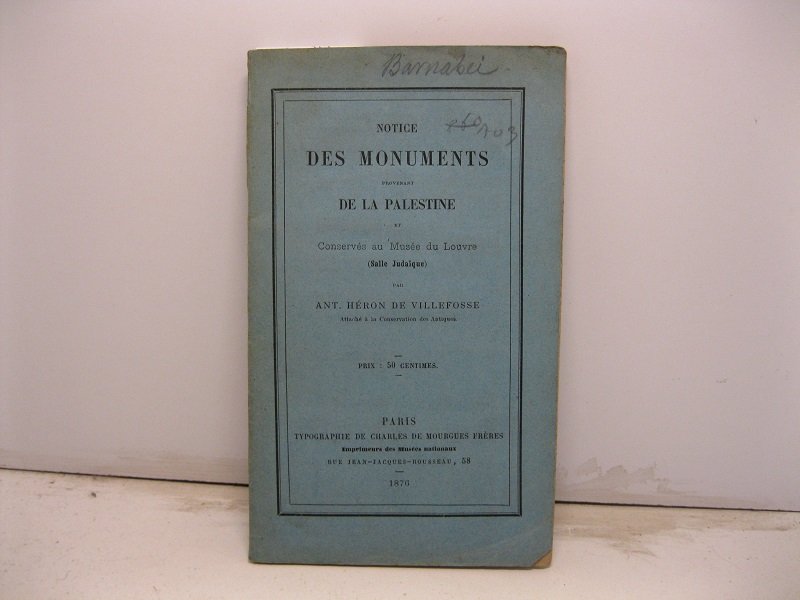 Barnabei
NOTICE
DES MONUMENTS
PROVENANT
DE LA PALESTINE
ET
Conservés au Musée du Louvre
(Salle Judaïque)
PAR
ANT. HÉRON DE VILLEFOSSE
Attaché à la Conservation des Antiques.
PRIX : 50 CENTIMES.
PARIS
TYPOGRAPHIE DE CHARLES DE MOURGUES FRÈRES
Imprimeurs des Musées nationaux
RUE JEAN-JACQUES-ROUSSEAU, 58
1876